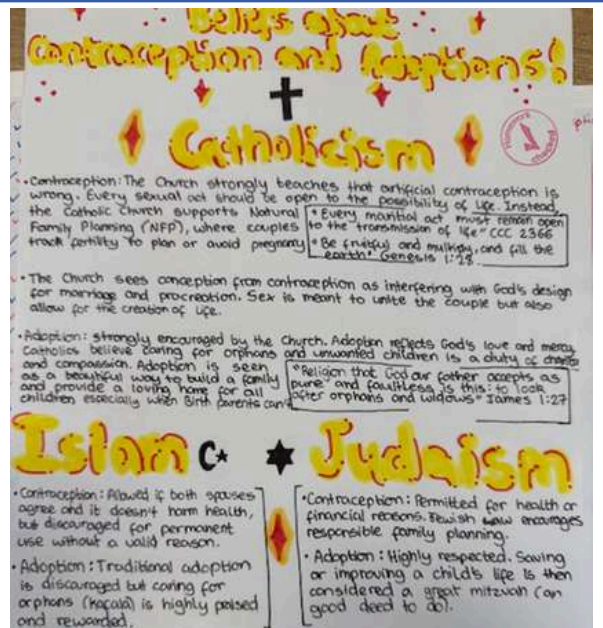 Beliefs about
Contraception and Adoptions!
Catholicism
Homework
checked
• Contraception: The Church strongly teaches that artificial contraception is
wrong. Every sexual act should be open to the possibility of life. Instead,
the Catholic Church supports Natural
Family Planning (NFP), where couples
track fertility to plan or avoid pregnancy
"Every marital act must remain open
to the transmission of life" CCC 2366
"Be fruitful and multiply, and fill the
earth" Genesis 1:28
• The Church sees conception from contraception as interfering with God's design
for marriage and procreation. Sex is meant to unite the couple but also
allow for the creation of life.
• Adoption: strongly encouraged by the Church. Adoption reflects God's love and mercy.
Catholics believe caring for orphans and unwanted children is a duty of
and compassion. Adoption is seen
as a beautiful way to build a family
and provide a loving home for all
children especially when Birth parents can't
"Religion that God our father accepts as
pure and faultless is this: to look
after orphans and widows" James 1:27
Islam
• Contraception: Allowed if both spouses
agree and it doesn't harm health,
but discouraged for permanent
use without a valid reason.
• Adoption: Traditional adoption
is discouraged but caring for
orphans (Kafala) is highly praised
and rewarded.
Judaism
• Contraception: Permitted for health or
financial reasons. Jewish law encourages
responsible family planning.
• Adoption: Highly respected. Saving
or improving a child's life is then
considered a great mitzvah (an
good deed to do).